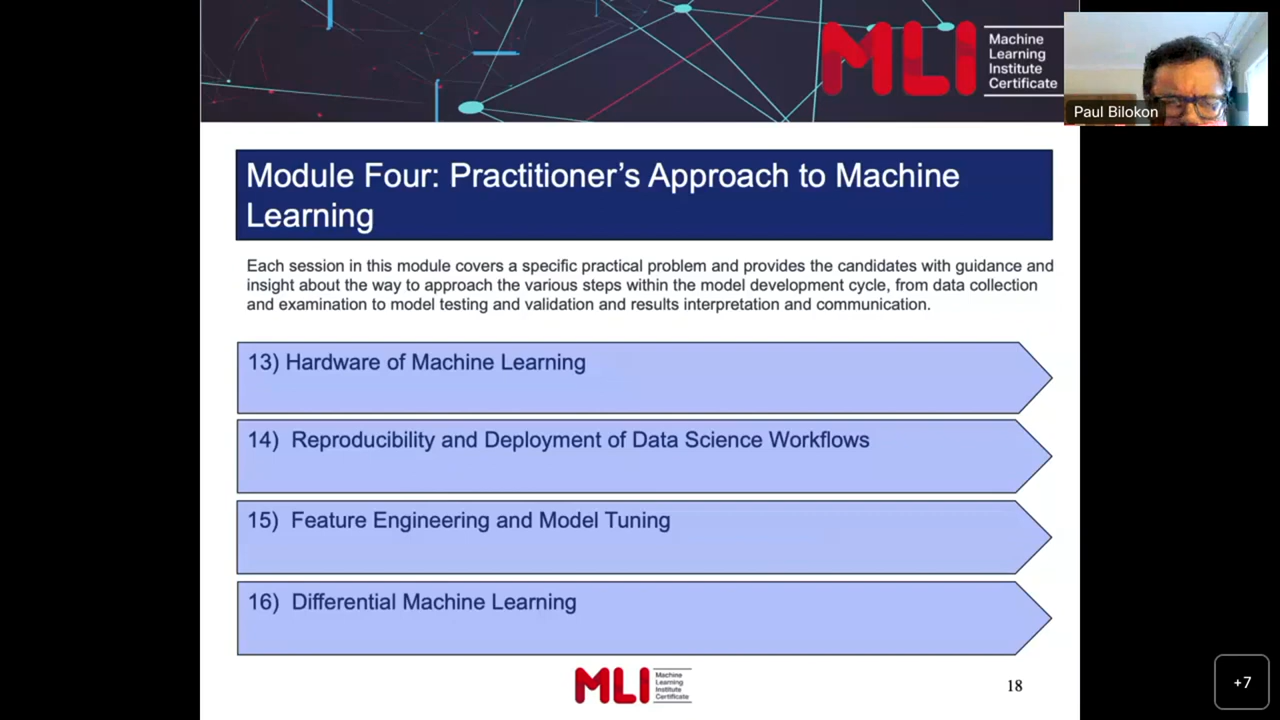 MLI
Machine
Learning
Institute
Certificate
Paul Bilokon
Module Four: Practitioner’s Approach to Machine
Learning
Each session in this module covers a specific practical problem and provides the candidates with guidance and
insight about the way to approach the various steps within the model development cycle, from data collection
and examination to model testing and validation and results interpretation and communication.
13) Hardware of Machine Learning
14) Reproducibility and Deployment of Data Science Workflows
15) Feature Engineering and Model Tuning
16) Differential Machine Learning
MLI
Machine
Learning
Institute
Certificate
18
+7